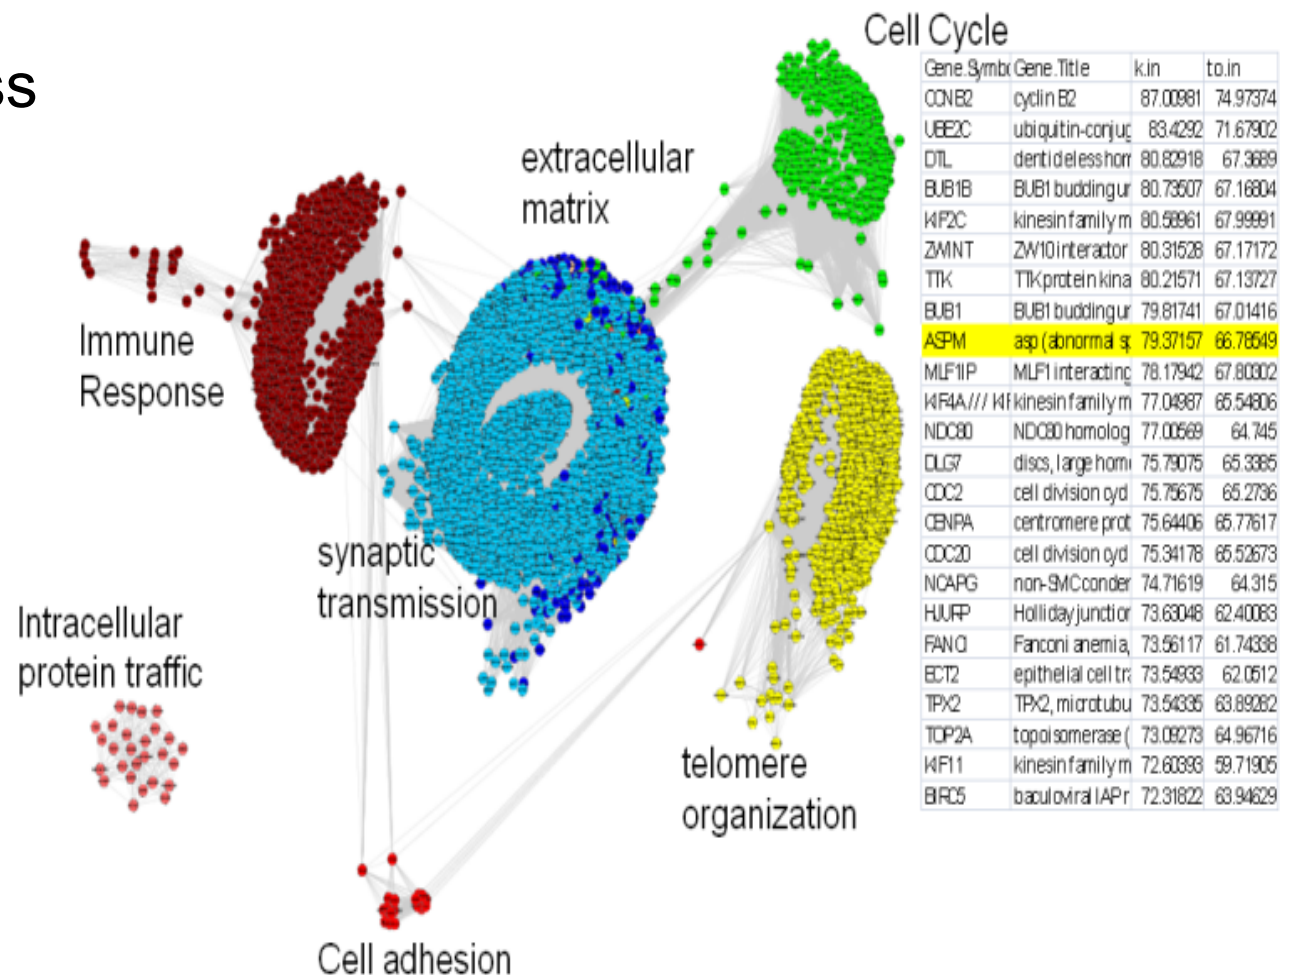 ss
Cell Cycle
extracellular
matrix
Immune
Response
synaptic
transmission
Intracellular
protein traffic
telomere
organization
Cell adhesion
Gene.Symbo Gene.Title k.in to.in
CCNB2 cyclin B2 87.00981 74.97374
UBE2C ubiquitin-conjug 83.4292 71.67902
DTL denticleless hom 80.82918 67.3689
BUB1B BUB1 budding un 80.73507 67.16804
KIF2C kinesin family m 80.58961 67.99991
ZWINT ZW10 interactor 80.31528 67.17172
TTK TTK protein kina 80.21571 67.13727
BUB1 BUB1 budding un 79.81741 67.01416
ASPM asp (abnormal sp 79.37157 66.78549
MLF1IP MLF1 interacting 78.17942 67.80302
KIF4A /// KIF kinesin family m 77.04987 65.54806
NDC80 NDC80 homolog 77.00569 64.745
DLG7 discs, large homo 75.79075 65.3385
CDC2 cell division cycl 75.75675 65.2736
CENPA centromere prot 75.64406 65.77617
CDC20 cell division cycl 75.34178 65.52673
NCAPG non-SMC conden 74.71619 64.315
HJURP Holliday junction 73.63048 62.40083
FANCI Fanconi anemia, 73.56117 61.74338
ECT2 epithelial cell tra 73.54933 62.0512
TPX2 TPX2, microtubu 73.54335 63.89282
TOP2A topoisomerase ( 73.09273 64.96716
KIF11 kinesin family m 72.60393 59.71905
BIRC5 baculoviral IAP r 72.31822 63.94629